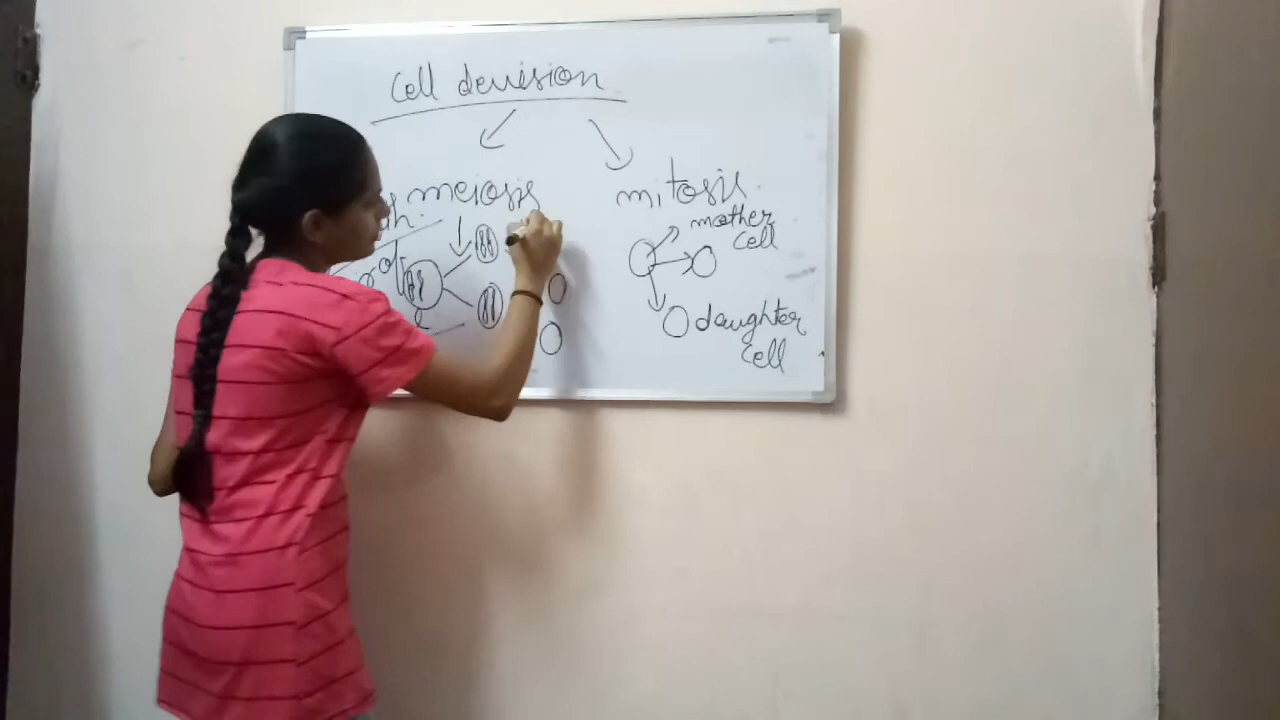 Cell devision
meiosis
mitosis.
mother
cell
daughter
cell